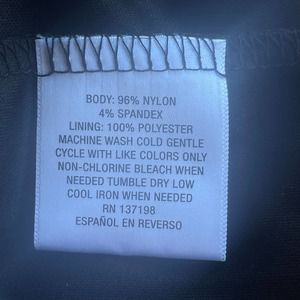 BODY: 96% NYLON
4% SPANDEX
LINING: 100% POLYESTER
MACHINE WASH COLD GENTLE
CYCLE WITH LIKE COLORS ONLY
NON-CHLORINE BLEACH WHEN
NEEDED TUMBLE DRY LOW
COOL IRON WHEN NEEDED
RN 137198
ESPAÑOL EN REVERSO